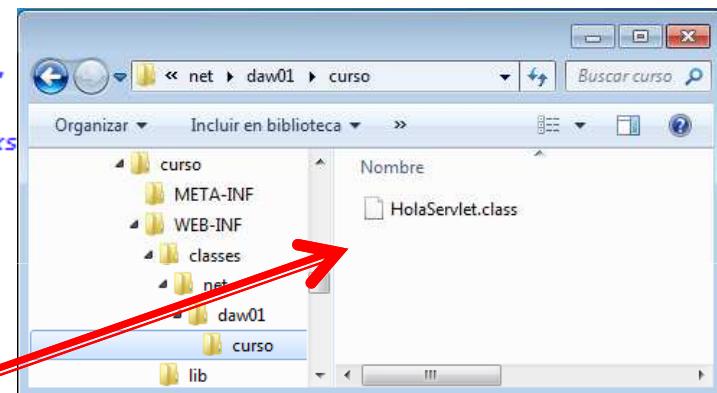 « net ▸ daw01 ▸ curso
Buscar curso
Organizar
Incluir en biblioteca
»
curso
META-INF
WEB-INF
classes
net
daw01
curso
lib
Nombre
HolaServlet.class